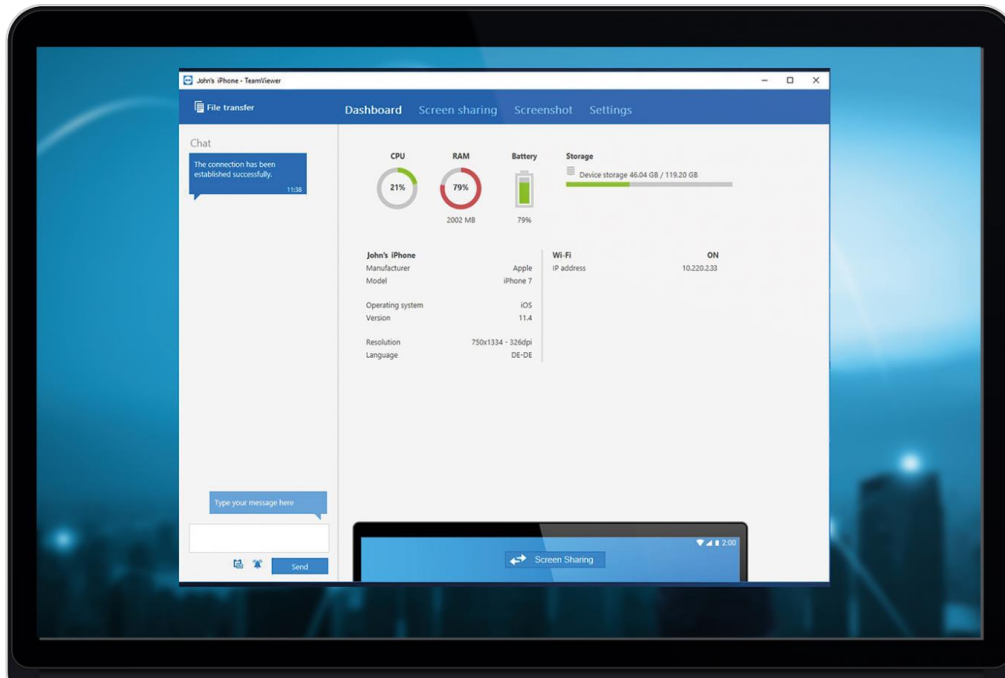 John's iPhone - TeamViewer
File transfer
Dashboard Screen sharing Screenshot Settings
Chat
The connection has been
established successfully.
11:38
CPU RAM Battery Storage
Device storage 46.04 GB / 119.20 GB
21% 79%
2002 MB 79%
John's iPhone Wi-Fi ON
Manufacturer Apple IP address 10.220.2.33
Model iPhone 7
Operating system iOS
Version 11.4
Resolution 750x1334 - 326dpi
Language DE-DE
Type your message here
2:00
Screen Sharing
Send